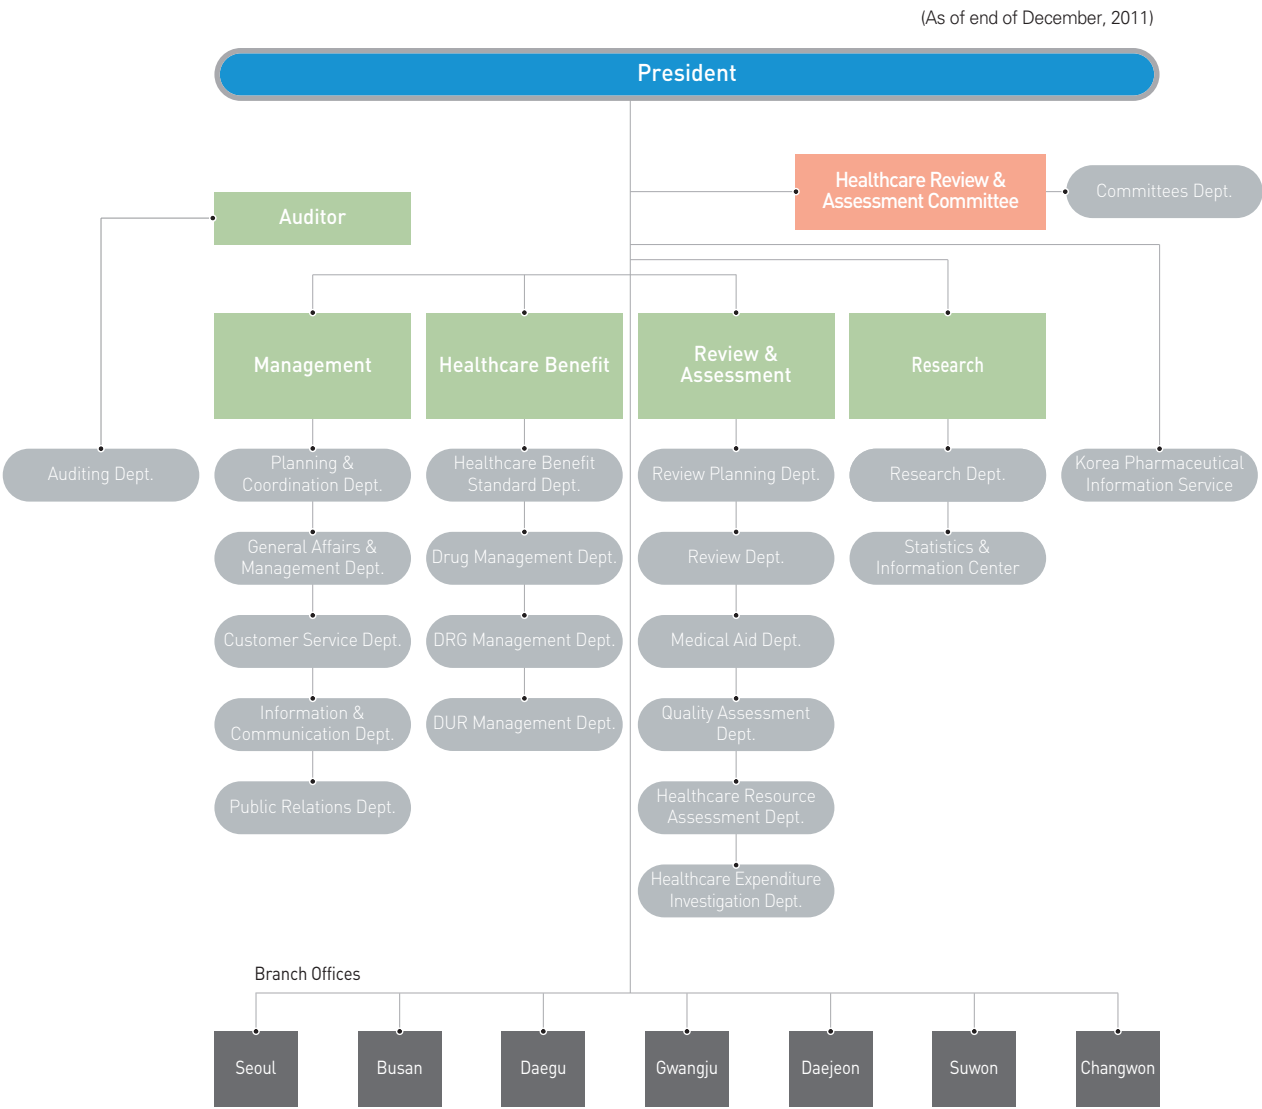 (As of end of December, 2011)
President
Healthcare Review &
Assessment Committee
Committees Dept.
Auditor
Management
Healthcare Benefit
Review &
Assessment
Research
Auditing Dept.
Planning &
Coordination Dept.
Healthcare Benefit
Standard Dept.
Review Planning Dept.
Research Dept.
Korea Pharmaceutical
Information Service
General Affairs &
Management Dept.
Drug Management Dept.
Review Dept.
Statistics &
Information Center
Customer Service Dept.
DRG Management Dept.
Medical Aid Dept.
Information &
Communication Dept.
DUR Management Dept.
Quality Assessment
Dept.
Public Relations Dept.
Healthcare Resource
Assessment Dept.
Healthcare Expenditure
Investigation Dept.
Branch Offices
Seoul
Busan
Daegu
Gwangju
Daejeon
Suwon
Changwon